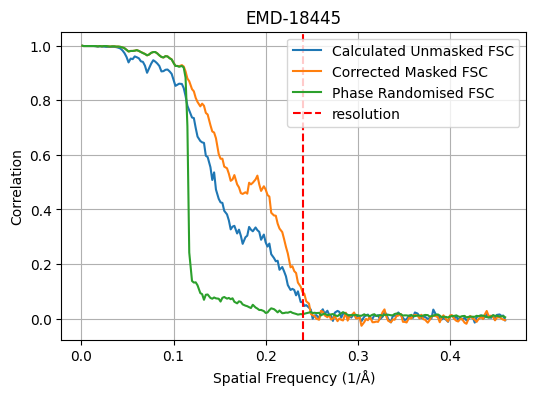 EMD-18445
Calculated Unmasked FSC
Corrected Masked FSC
Phase Randomised FSC
resolution
Correlation
1.0
0.8
0.6
0.4
0.2
0.0
0.0 0.1 0.2 0.3 0.4
Spatial Frequency (1/Å)